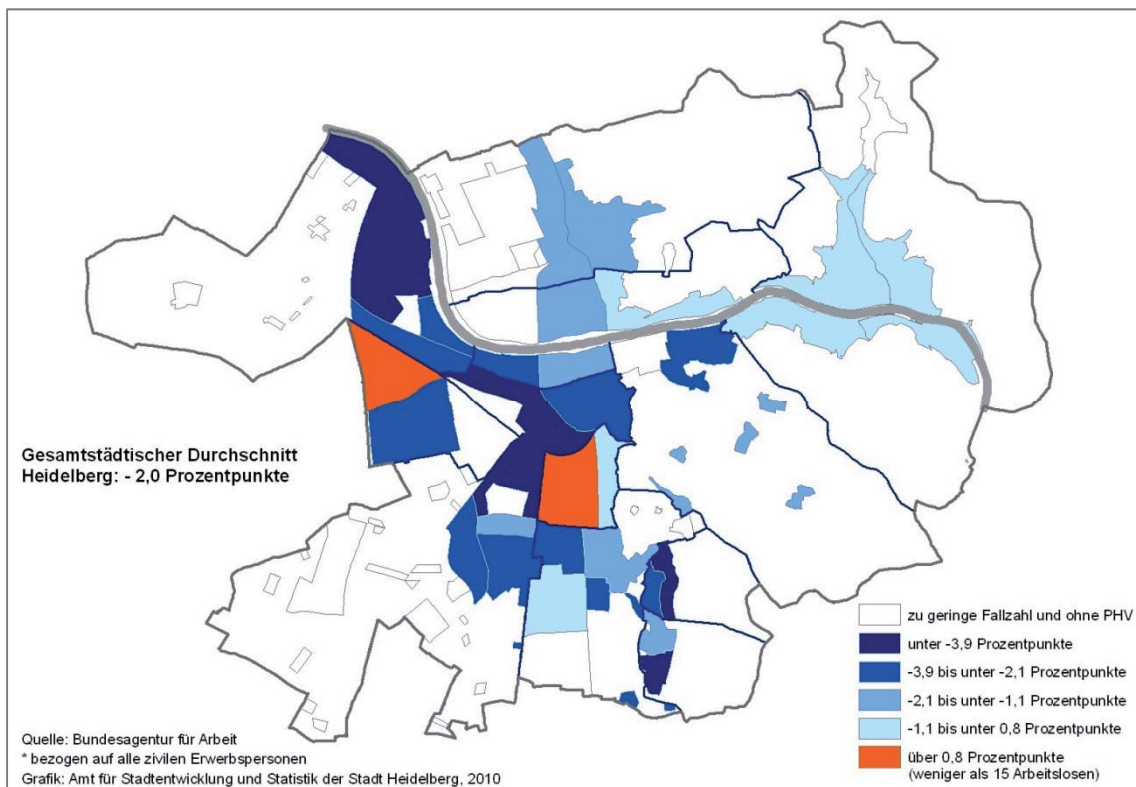 Gesamtstädtischer Durchschnitt
Heidelberg: - 2,0 Prozentpunkte
zu geringe Fallzahl und ohne PHV
unter -3,9 Prozentpunkte
-3,9 bis unter -2,1 Prozentpunkte
-2,1 bis unter -1,1 Prozentpunkte
-1,1 bis unter 0,8 Prozentpunkte
über 0,8 Prozentpunkte
(weniger als 15 Arbeitslosen)
Quelle: Bundesagentur für Arbeit
* bezogen auf alle zivilen Erwerbspersonen
Grafik: Amt für Stadtentwicklung und Statistik der Stadt Heidelberg, 2010